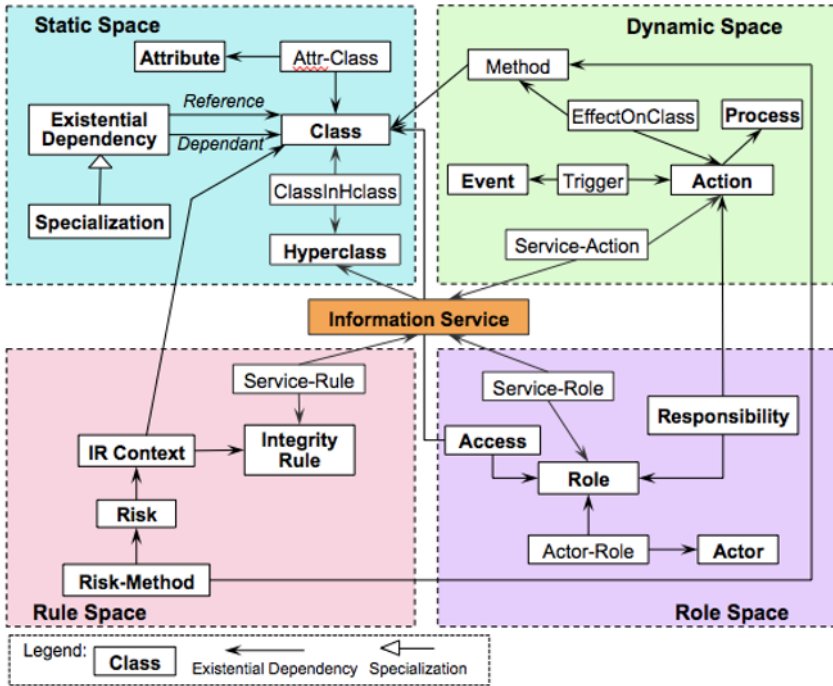 Static Space
Dynamic Space
Attribute
Attr-Class
Method
Reference
Existential
Dependency
Dependant
Class
EffectOnClass
Process
ClassInHclass
Event
Trigger
Action
Specialization
Hyperclass
Service-Action
Information Service
Service-Rule
Service-Role
Responsibility
IR Context
Integrity
Rule
Access
Role
Risk
Actor-Role
Actor
Risk-Method
Rule Space
Role Space
Legend:
Class
Existential Dependency
Specialization